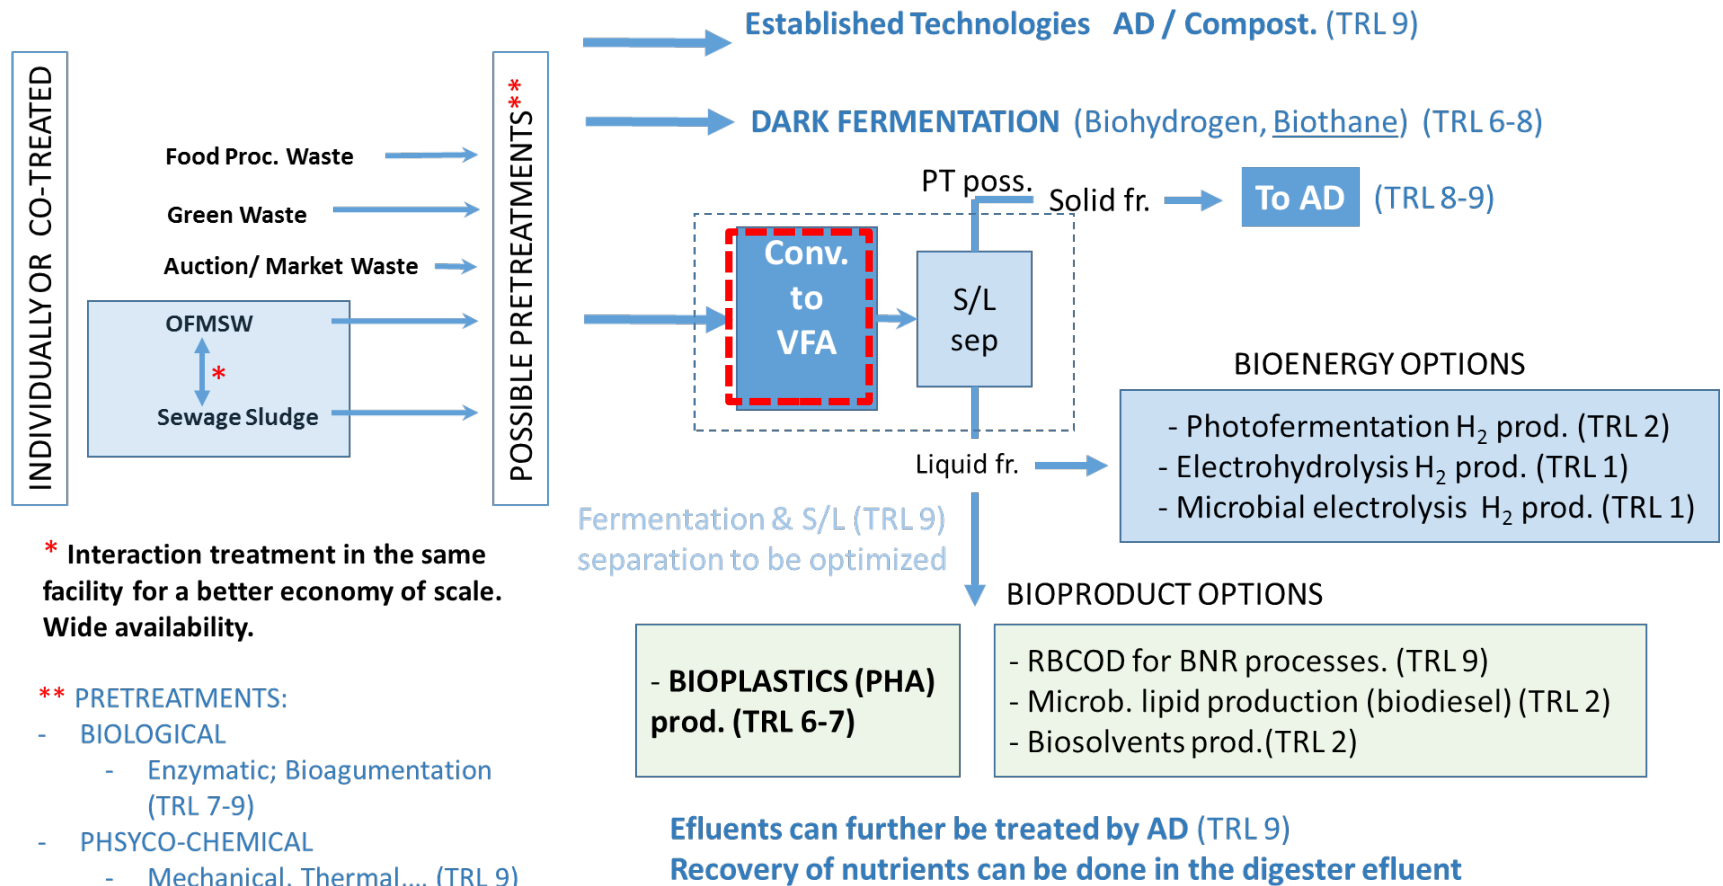 Established Technologies AD / Compost. (TRL 9)
DARK FERMENTATION (Biohydrogen, Biothane) (TRL 6-8)
INDIVIDUALLY OR CO-TREATED
Food Proc. Waste
Green Waste
Auction/ Market Waste
OFMSW
*
Sewage Sludge
POSSIBLE PRETREATMENTS**
Conv.
to
VFA
S/L
sep
PT poss.
Solid fr.
To AD
(TRL 8-9)
Liquid fr.
Fermentation & S/L (TRL 9)
separation to be optimized
BIOENERGY OPTIONS
- Photofermentation H₂ prod. (TRL 2)
- Electrohydrolysis H₂ prod. (TRL 1)
- Microbial electrolysis H₂ prod. (TRL 1)
BIOPRODUCT OPTIONS
- BIOPLASTICS (PHA)
prod. (TRL 6-7)
- RBCOD for BNR processes. (TRL 9)
- Microb. lipid production (biodiesel) (TRL 2)
- Biosolvents prod.(TRL 2)
* Interaction treatment in the same
facility for a better economy of scale.
Wide availability.
** PRETREATMENTS:
- BIOLOGICAL
- Enzymatic; Bioagumentation
(TRL 7-9)
- PHSYCO-CHEMICAL
- Mechanical, Thermal,... (TRL 9)
Efluents can further be treated by AD (TRL 9)
Recovery of nutrients can be done in the digester efluent